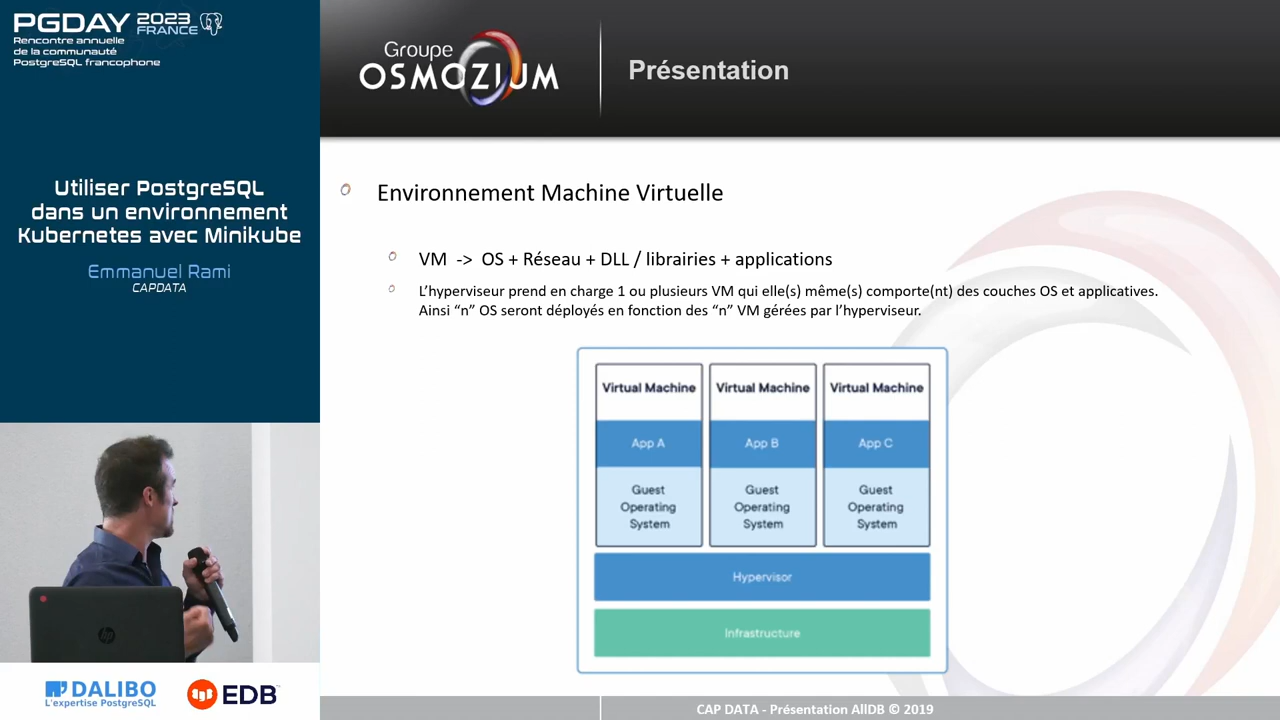 PGDAY 2023 FRANCE
Rencontre annuelle
de la communauté
PostgreSQL francophone
Utiliser PostgreSQL
dans un environnement
Kubernetes avec Minikube
Emmanuel Rami
CAPDATA
hp
DALIBO
L'expertise PostgreSQL
EDB
Groupe
OSMOZIUM
Présentation
Environnement Machine Virtuelle
VM -> OS + Réseau + DLL / librairies + applications
L’hyperviseur prend en charge 1 ou plusieurs VM qui elle(s) même(s) comporte(nt) des couches OS et applicatives.
Ainsi “n” OS seront déployés en fonction des “n” VM gérées par l’hyperviseur.
Virtual Machine Virtual Machine Virtual Machine
App A App B App C
Guest Guest Guest
Operating Operating Operating
System System System
Hypervisor
Infrastructure
CAP DATA - Présentation AllDB © 2019